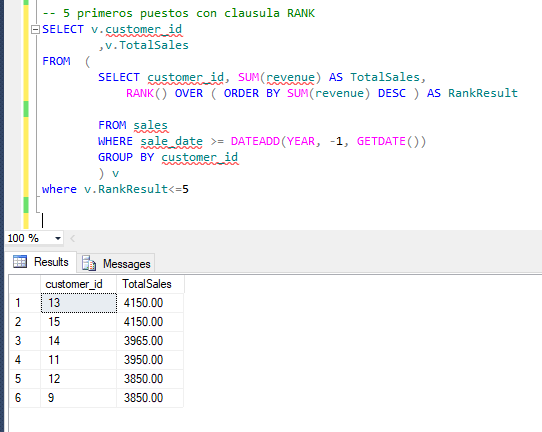 -- 5 primeros puestos con clausula RANK
SELECT v.customer_id
,v.TotalSales
FROM (
SELECT customer_id, SUM(revenue) AS TotalSales,
RANK() OVER ( ORDER BY SUM(revenue) DESC ) AS RankResult
FROM sales
WHERE sale_date >= DATEADD(YEAR, -1, GETDATE())
GROUP BY customer_id
) v
where v.RankResult<=5
100 %
Results Messages
customer_id TotalSales
1 13 4150.00
2 15 4150.00
3 14 3965.00
4 11 3950.00
5 12 3850.00
6 9 3850.00